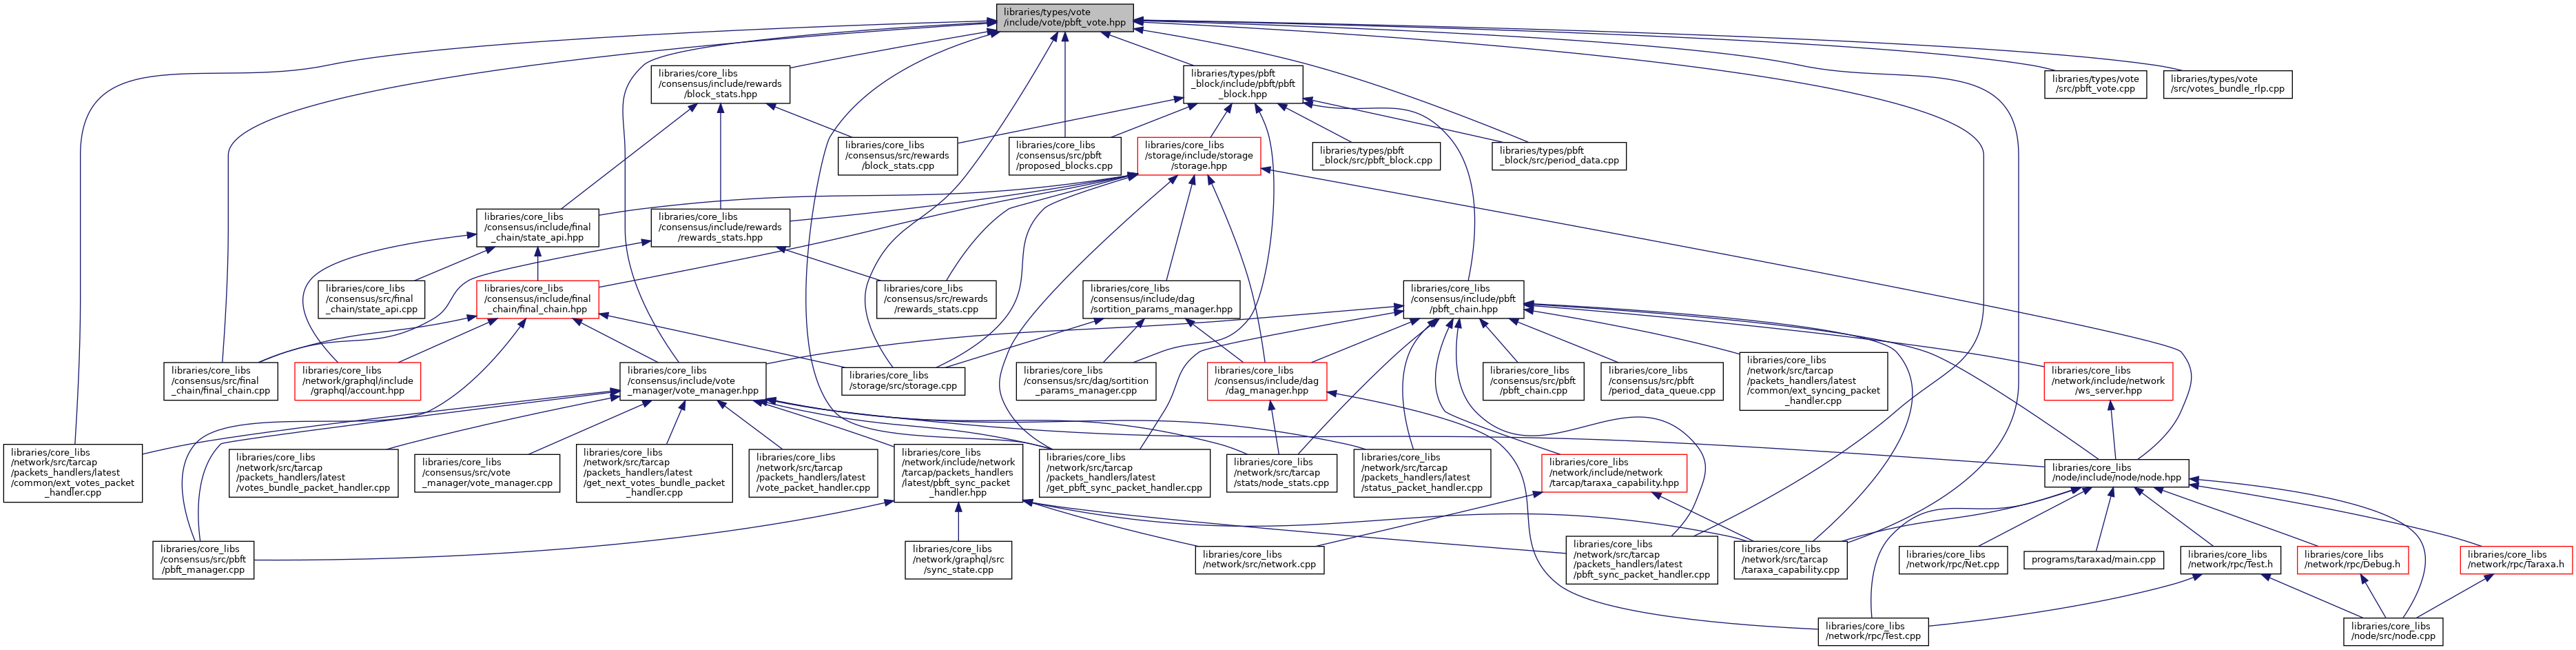 libraries/types/vote
/include/vote/pbft_vote.hpp
libraries/core_libs
/consensus/include/rewards
/block_stats.hpp
libraries/types/pbft
_block/include/pbft/pbft
_block.hpp
libraries/types/vote
/src/pbft_vote.cpp
libraries/types/vote
/src/votes_bundle_rlp.cpp
libraries/core_libs
/consensus/src/rewards
/block_stats.cpp
libraries/core_libs
/consensus/src/pbft
/proposed_blocks.cpp
libraries/core_libs
/storage/include/storage
/storage.hpp
libraries/types/pbft
_block/src/pbft_block.cpp
libraries/types/pbft
_block/src/period_data.cpp
libraries/core_libs
/consensus/include/final
_chain/state_api.hpp
libraries/core_libs
/consensus/include/rewards
/rewards_stats.hpp
libraries/core_libs
/consensus/src/final
_chain/state_api.cpp
libraries/core_libs
/consensus/include/final
_chain/final_chain.hpp
libraries/core_libs
/consensus/src/rewards
/rewards_stats.cpp
libraries/core_libs
/consensus/include/dag
/sortition_params_manager.hpp
libraries/core_libs
/consensus/include/pbft
/pbft_chain.hpp
libraries/core_libs
/consensus/src/final
_chain/final_chain.cpp
libraries/core_libs
/network/graphql/include
/graphql/account.hpp
libraries/core_libs
/consensus/include/vote
_manager/vote_manager.hpp
libraries/core_libs
/storage/src/storage.cpp
libraries/core_libs
/consensus/src/dag/sortition
_params_manager.cpp
libraries/core_libs
/consensus/include/dag
/dag_manager.hpp
libraries/core_libs
/consensus/src/pbft
/pbft_chain.cpp
libraries/core_libs
/consensus/src/pbft
/period_data_queue.cpp
libraries/core_libs
/network/src/tarcap
/packets_handlers/latest
/common/ext_syncing_packet
_handler.cpp
libraries/core_libs
/network/include/network
/ws_server.hpp
libraries/core_libs
/network/src/tarcap
/packets_handlers/latest
/common/ext_votes_packet
_handler.cpp
libraries/core_libs
/network/src/tarcap
/packets_handlers/latest
/votes_bundle_packet_handler.cpp
libraries/core_libs
/consensus/src/vote
_manager/vote_manager.cpp
libraries/core_libs
/network/src/tarcap
/packets_handlers/latest
/get_next_votes_bundle_packet
_handler.cpp
libraries/core_libs
/network/src/tarcap
/packets_handlers/latest
/vote_packet_handler.cpp
libraries/core_libs
/network/include/network
/tarcap/packets_handlers
/latest/pbft_sync_packet
_handler.hpp
libraries/core_libs
/network/src/tarcap
/packets_handlers/latest
/get_pbft_sync_packet_handler.cpp
libraries/core_libs
/network/src/tarcap
/stats/node_stats.cpp
libraries/core_libs
/network/src/tarcap
/packets_handlers/latest
/status_packet_handler.cpp
libraries/core_libs
/network/include/network
/tarcap/taraxa_capability.hpp
libraries/core_libs
/node/include/node/node.hpp
libraries/core_libs
/consensus/src/pbft
/pbft_manager.cpp
libraries/core_libs
/network/graphql/src
/sync_state.cpp
libraries/core_libs
/network/src/network.cpp
libraries/core_libs
/network/src/tarcap
/packets_handlers/latest
/pbft_sync_packet_handler.cpp
libraries/core_libs
/network/src/tarcap
/taraxa_capability.cpp
libraries/core_libs
/network/rpc/Net.cpp
programs/taraxad/main.cpp
libraries/core_libs
/network/rpc/Test.h
libraries/core_libs
/network/rpc/Debug.h
libraries/core_libs
/network/rpc/Taraxa.h
libraries/core_libs
/network/rpc/Test.cpp
libraries/core_libs
/node/src/node.cpp